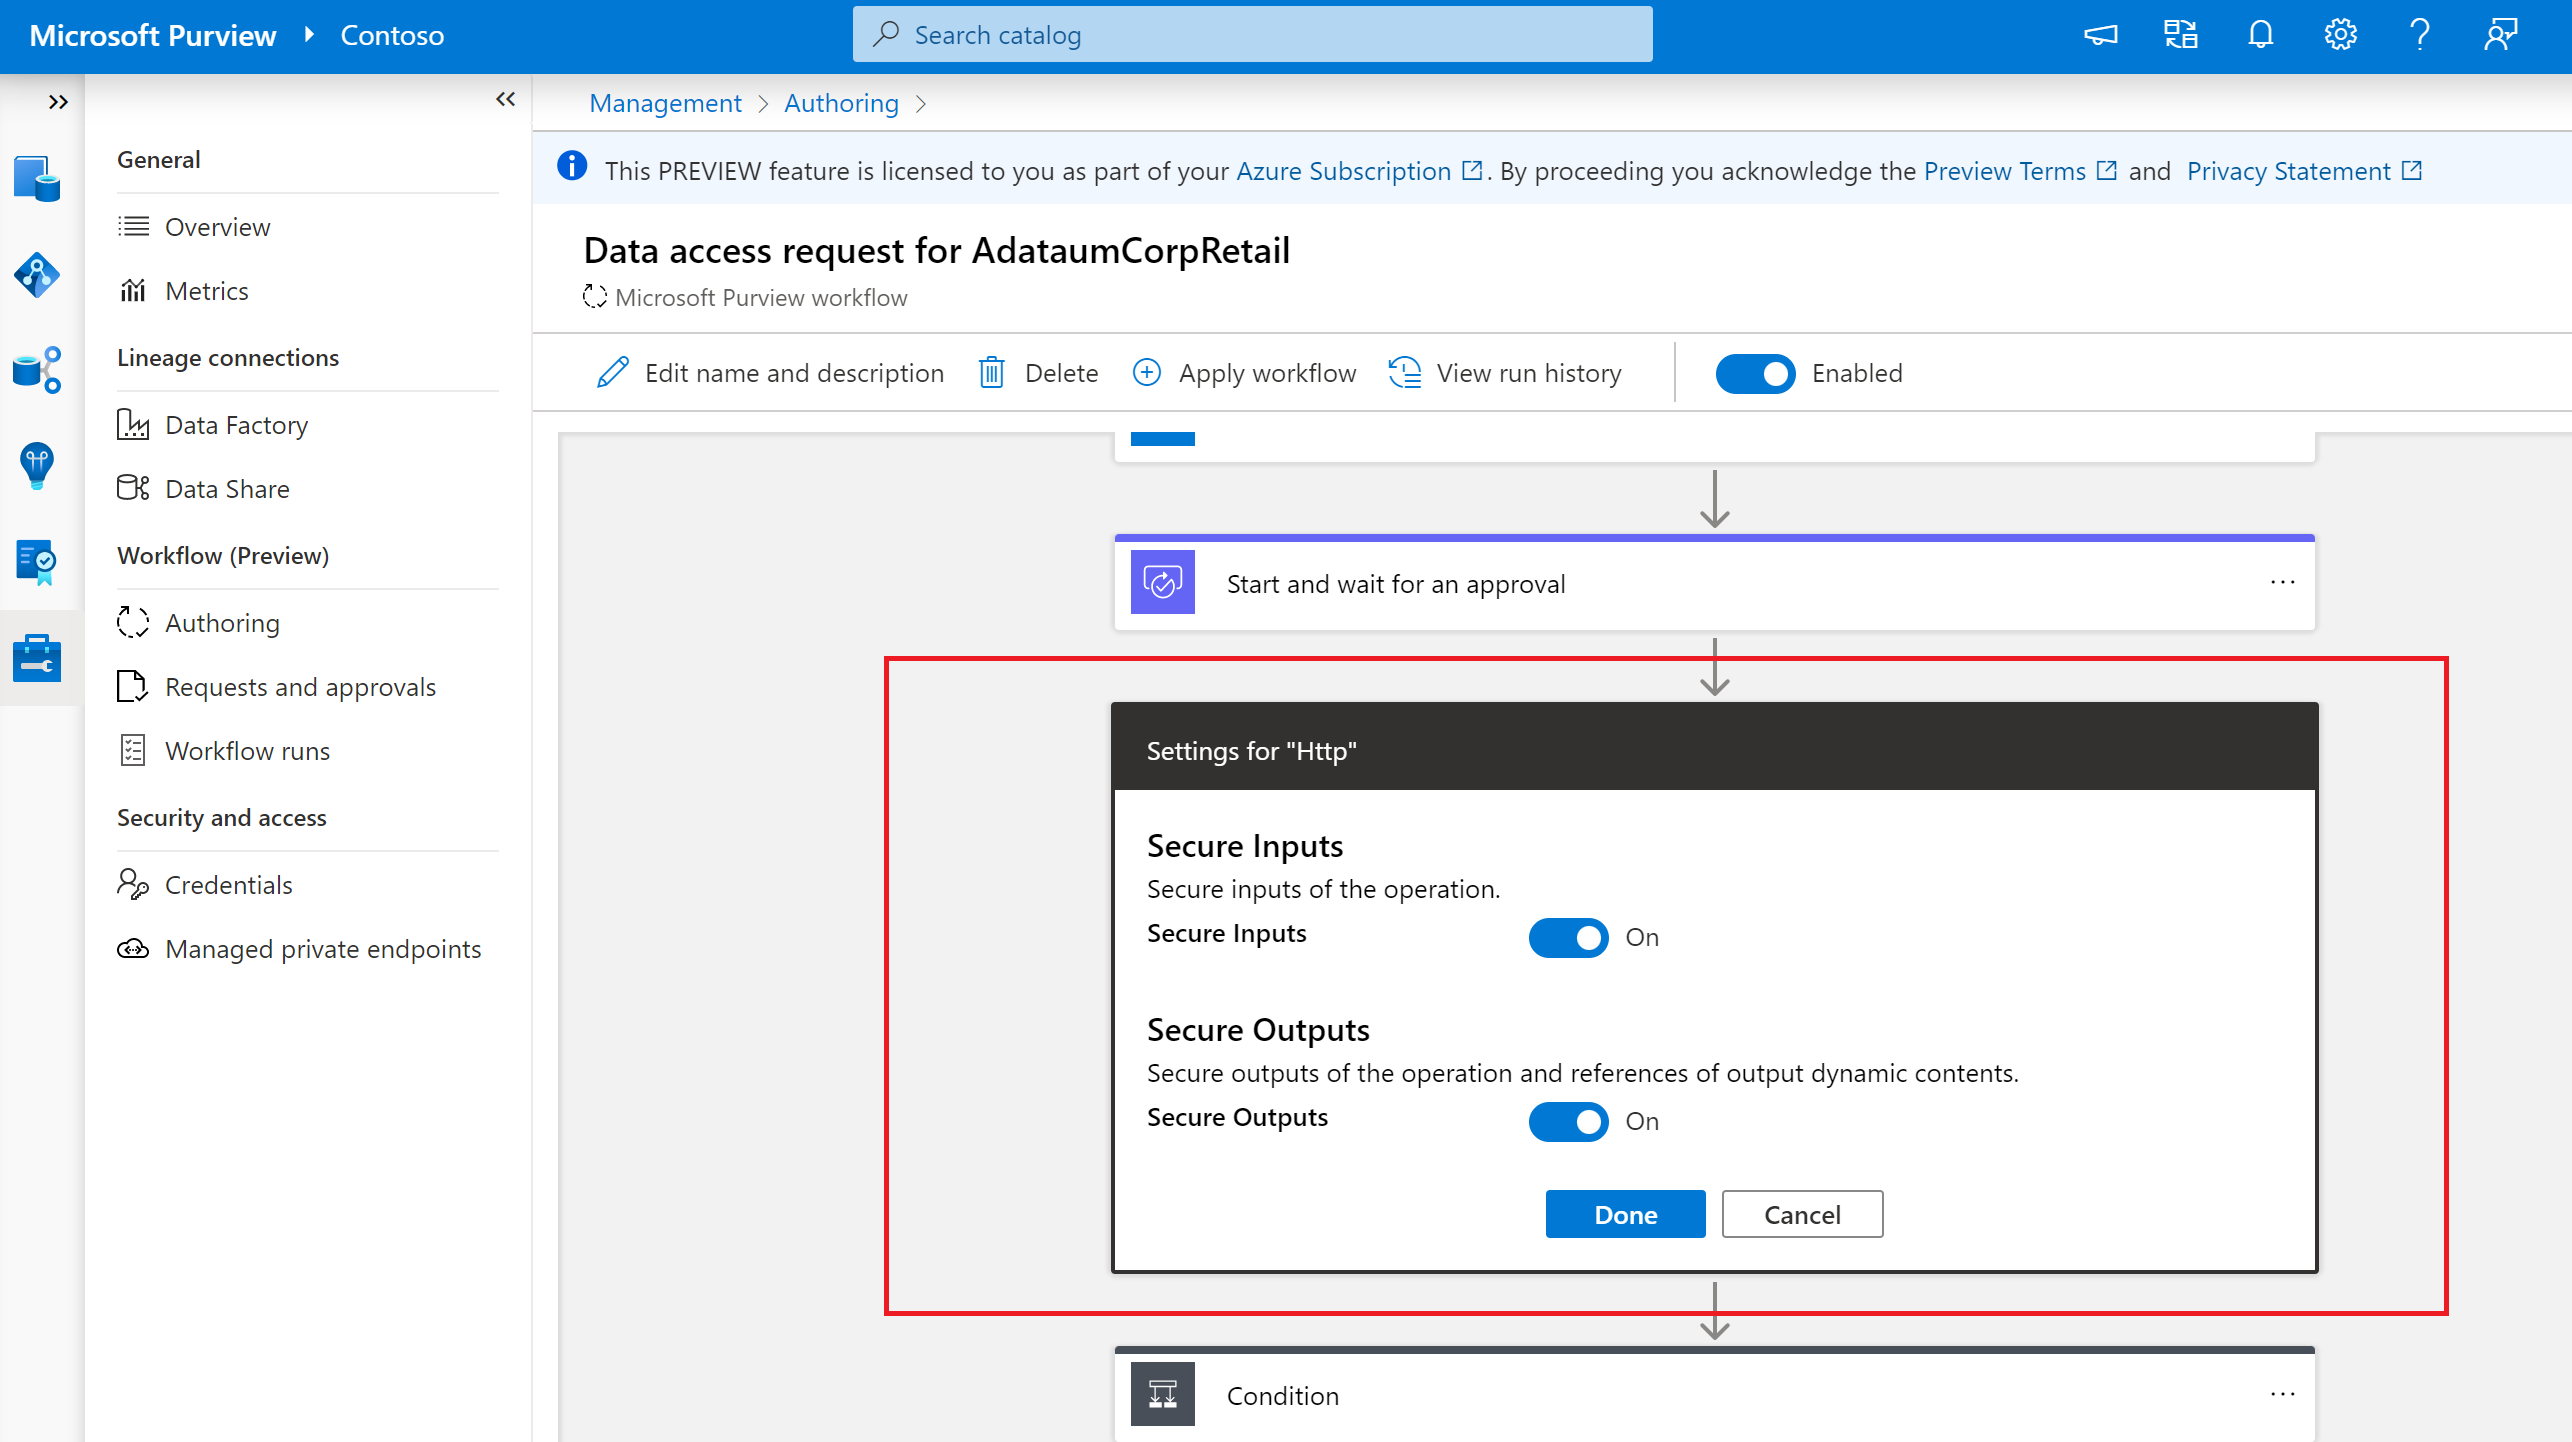 Microsoft Purview Contoso
Search catalog
General
Overview
Metrics
Lineage connections
Data Factory
Data Share
Workflow (Preview)
Authoring
Requests and approvals
Workflow runs
Security and access
Credentials
Managed private endpoints
Management > Authoring >
This PREVIEW feature is licensed to you as part of your Azure Subscription. By proceeding you acknowledge the Preview Terms and Privacy Statement
Data access request for AdataumCorpRetail
Microsoft Purview workflow
Edit name and description Delete Apply workflow View run history Enabled
Start and wait for an approval ...
Settings for "Http"
Secure Inputs
Secure inputs of the operation.
Secure Inputs On
Secure Outputs
Secure outputs of the operation and references of output dynamic contents.
Secure Outputs On
Done Cancel
Condition ...